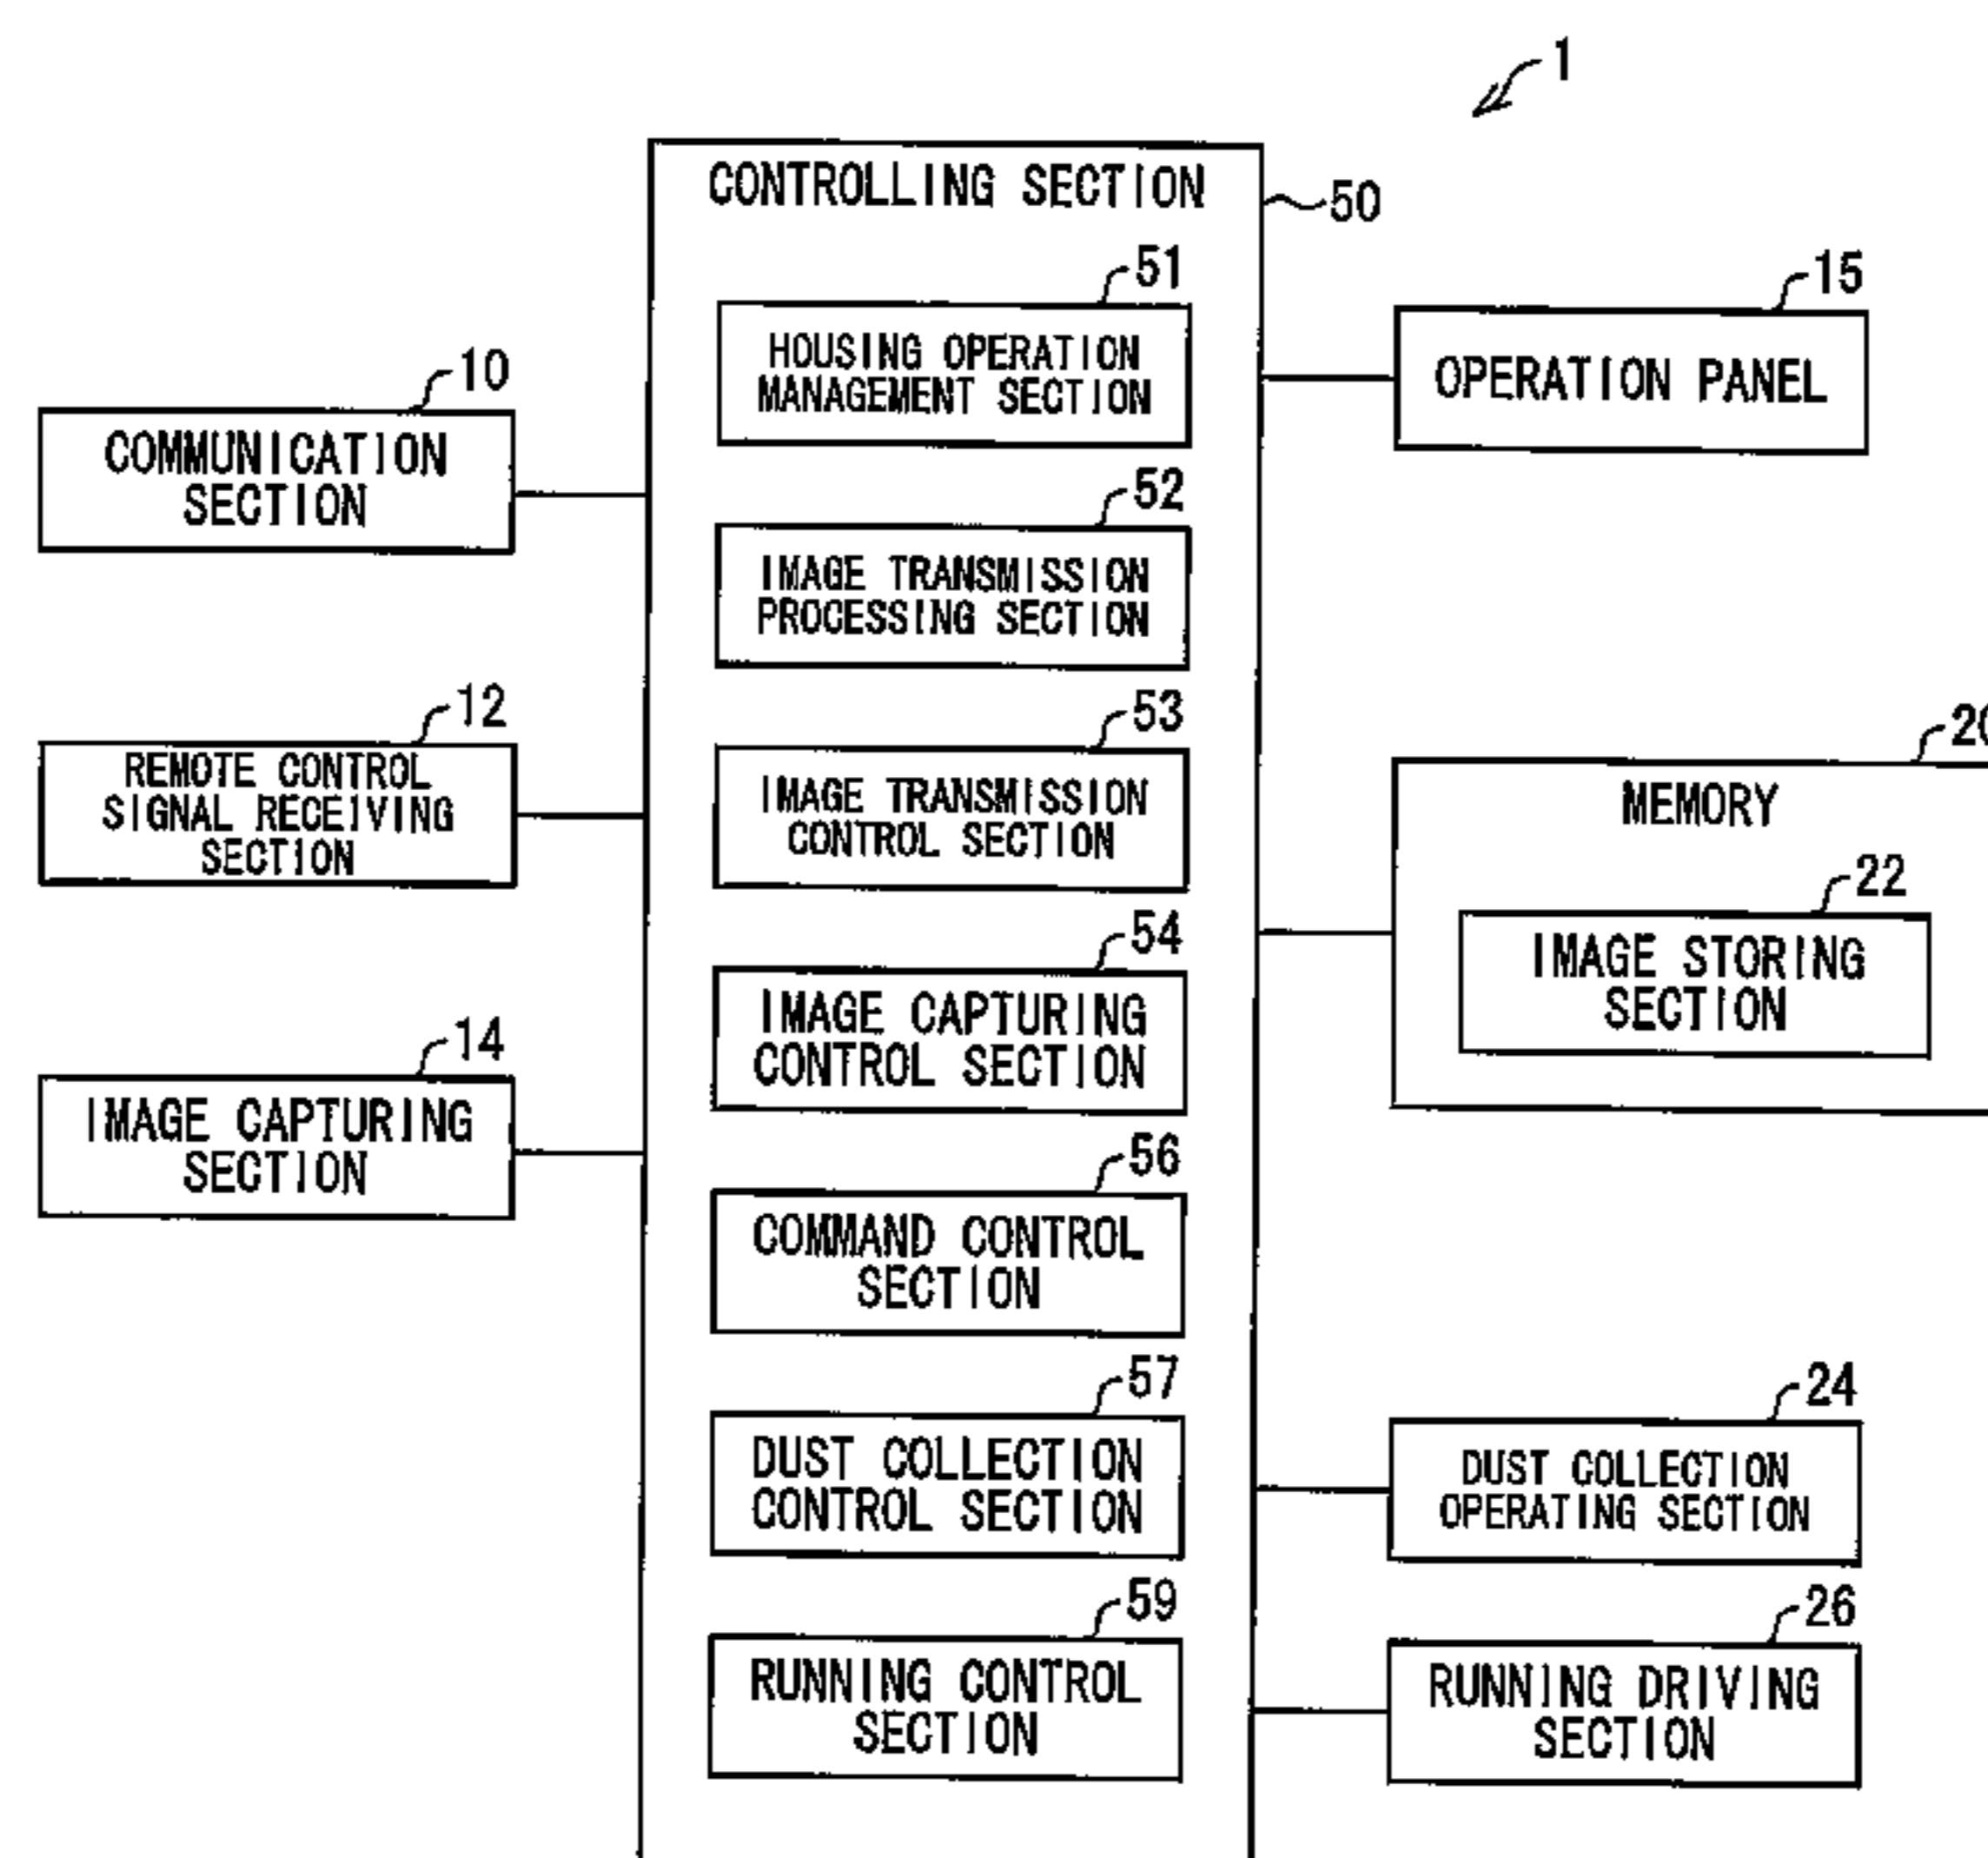 1
CONTROLLING SECTION
50
51
HOUSING OPERATION
MANAGEMENT SECTION
52
IMAGE TRANSMISSION
PROCESSING SECTION
53
IMAGE TRANSMISSION
CONTROL SECTION
54
IMAGE CAPTURING
CONTROL SECTION
56
COMMAND CONTROL
SECTION
57
DUST COLLECTION
CONTROL SECTION
59
RUNNING CONTROL
SECTION
10
COMMUNICATION
SECTION
12
REMOTE CONTROL
SIGNAL RECEIVING
SECTION
14
IMAGE CAPTURING
SECTION
15
OPERATION PANEL
20
MEMORY
22
IMAGE STORING
SECTION
24
DUST COLLECTION
OPERATING SECTION
26
RUNNING DRIVING
SECTION